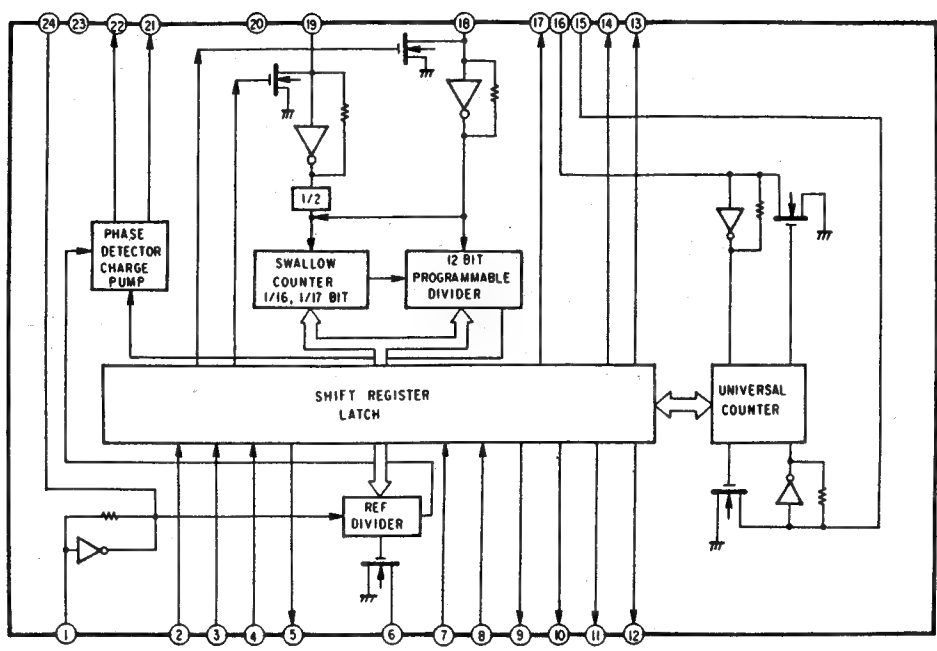 24 23 22 21 20 19 18 17 16 15 14 13
1/2
PHASE
DETECTOR
CHARGE
PUMP
SWALLOW
COUNTER
1/16, 1/17 BIT
12 BIT
PROGRAMMABLE
DIVIDER
SHIFT REGISTER
LATCH
UNIVERSAL
COUNTER
REF
DIVIDER
1 2 3 4 5 6 7 8 9 10 11 12